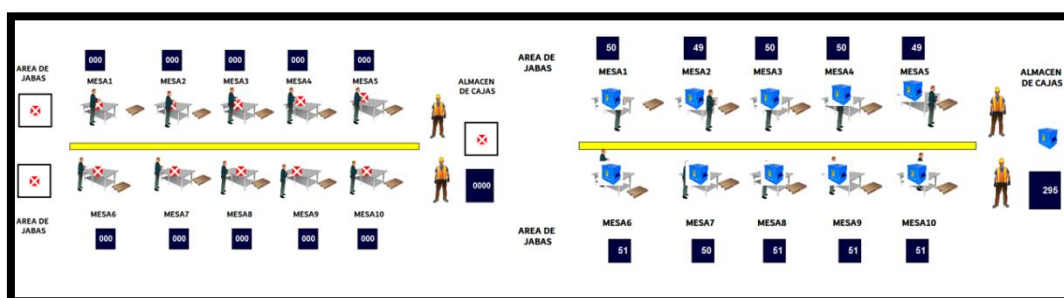 000 000 000 000 000
AREA DE
JABAS
MESA1 MESA2 MESA3 MESA4 MESA5
ALMACEN
DE CAJAS
0000
MESA6 MESA7 MESA8 MESA9 MESA10
AREA DE
JABAS
000 000 000 000 000
50 49 50 50 49
AREA DE
JABAS
MESA1 MESA2 MESA3 MESA4 MESA5
ALMACEN
DE CAJAS
295
MESA6 MESA7 MESA8 MESA9 MESA10
AREA DE
JABAS
51 50 51 51 51